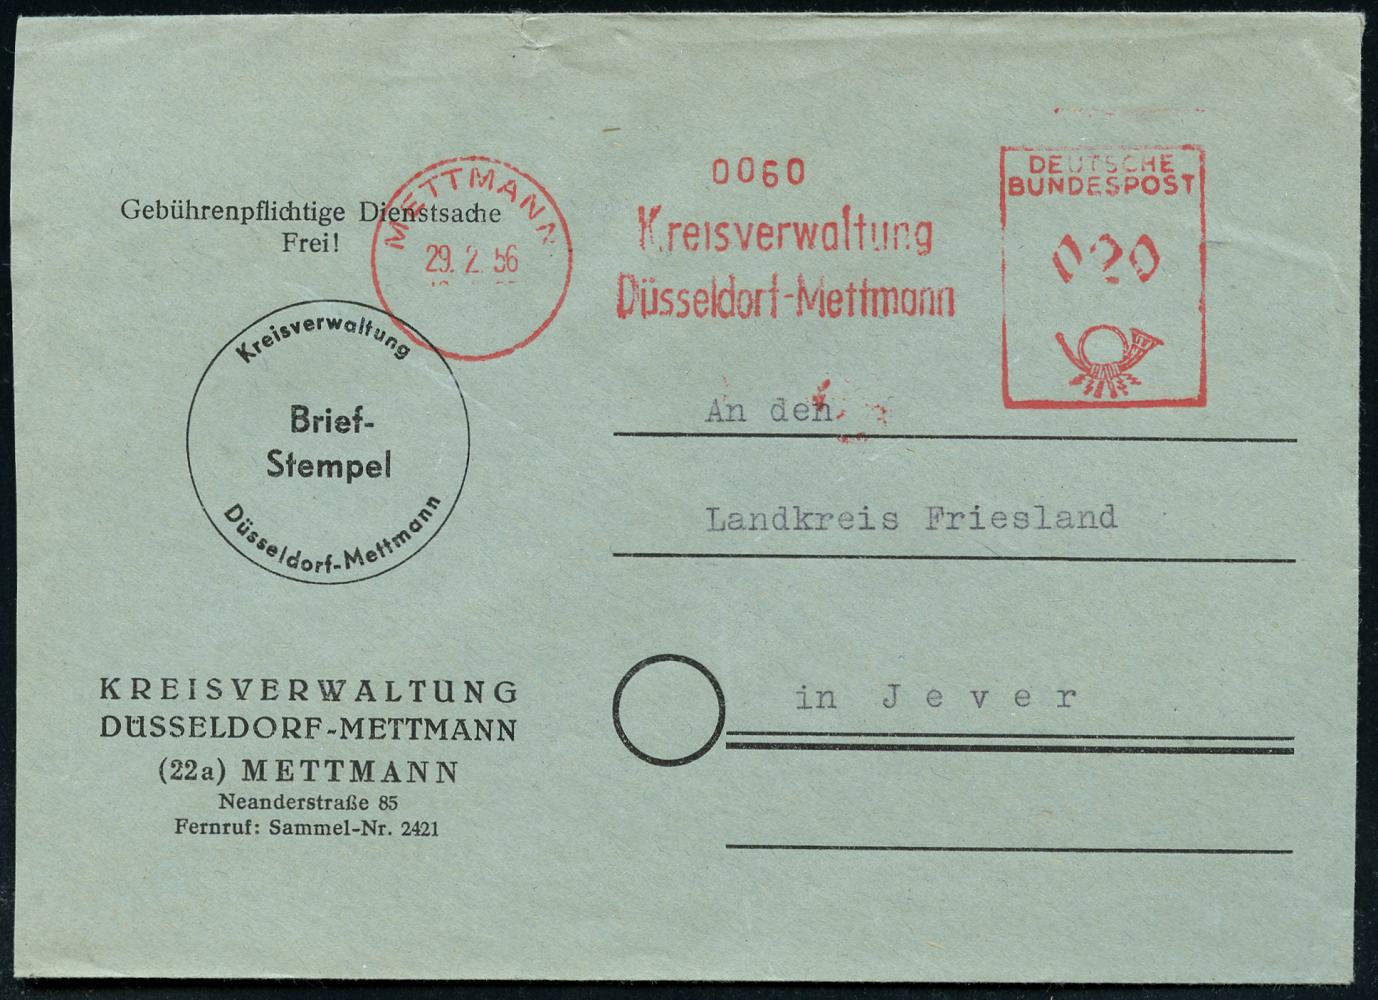 0060
DEUTSCHE
BUNDESPOST
METTMANN
Gebührenpflichtige Dienstsache
Frei!
29. 2. 56
Kreisverwaltung
Düsseldorf-Mettmann
020
Kreisverwaltung
Brief-
Stempel
Düsseldorf-Mettmann
An den
Landkreis Friesland
in Jever
KREISVERWALTUNG
DÜSSELDORF-METTMANN
(22a) METTMANN
Neanderstraße 85
Fernruf: Sammel-Nr. 2421